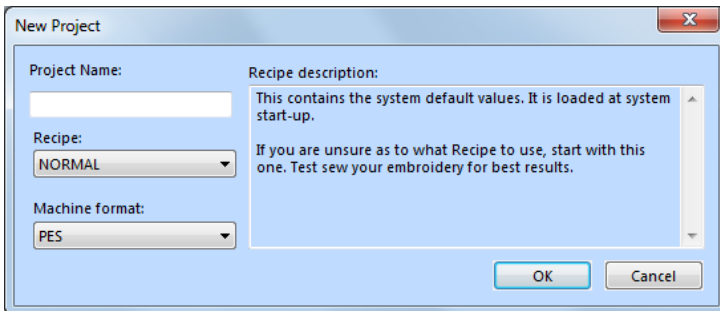 New Project
Project Name:
Recipe description:
This contains the system default values. It is loaded at system
start-up.
If you are unsure as to what Recipe to use, start with this
one. Test sew your embroidery for best results.
Recipe:
NORMAL
Machine format:
PES
OK
Cancel